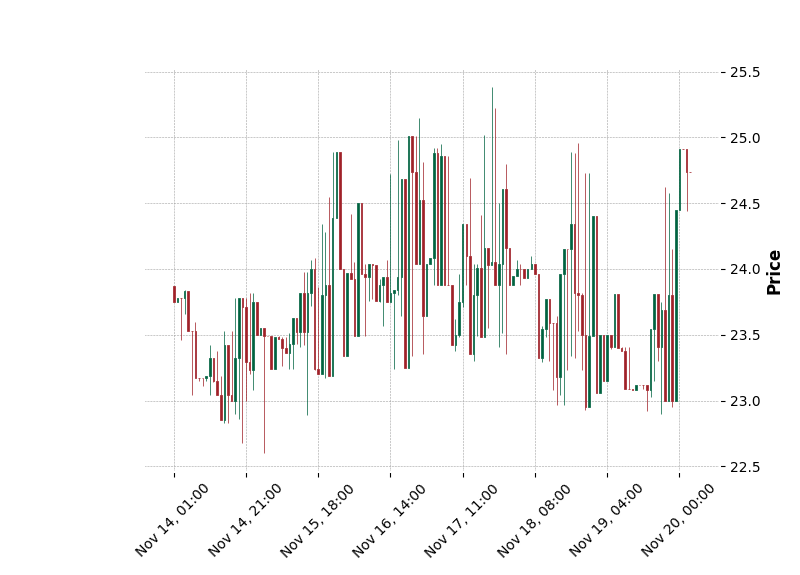 25.5
25.0
24.5
24.0
23.5
23.0
22.5
Price
Nov 14, 01:00
Nov 14, 21:00
Nov 15, 18:00
Nov 16, 14:00
Nov 17, 11:00
Nov 18, 08:00
Nov 19, 04:00
Nov 20, 00:00